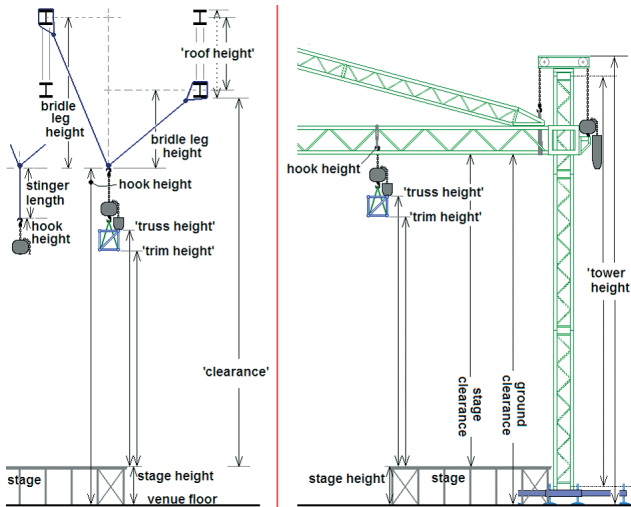 'roof height'
bridle leg
height
bridle leg
height
hook height
stinger
length
hook
height
'truss height'
'trim height'
'clearance'
stage
stage height
venue floor
hook height
'truss height'
'trim height'
'tower
height
stage
clearance
ground
clearance
stage height
stage